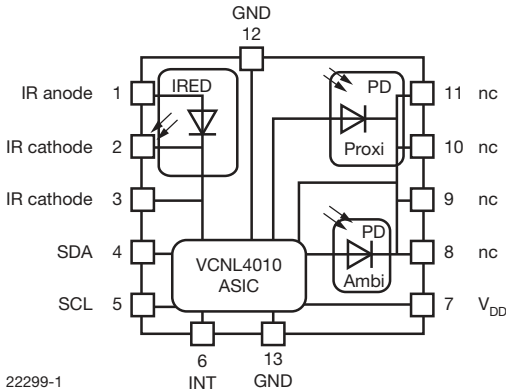 GND
12
IR anode 1
IRED
PD
11 nc
IR cathode 2
Proxi
10 nc
IR cathode 3
9 nc
SDA 4
VCNL4010
ASIC
PD
Ambi
8 nc
SCL 5
7 VDD
6
INT
13
GND
22299-1